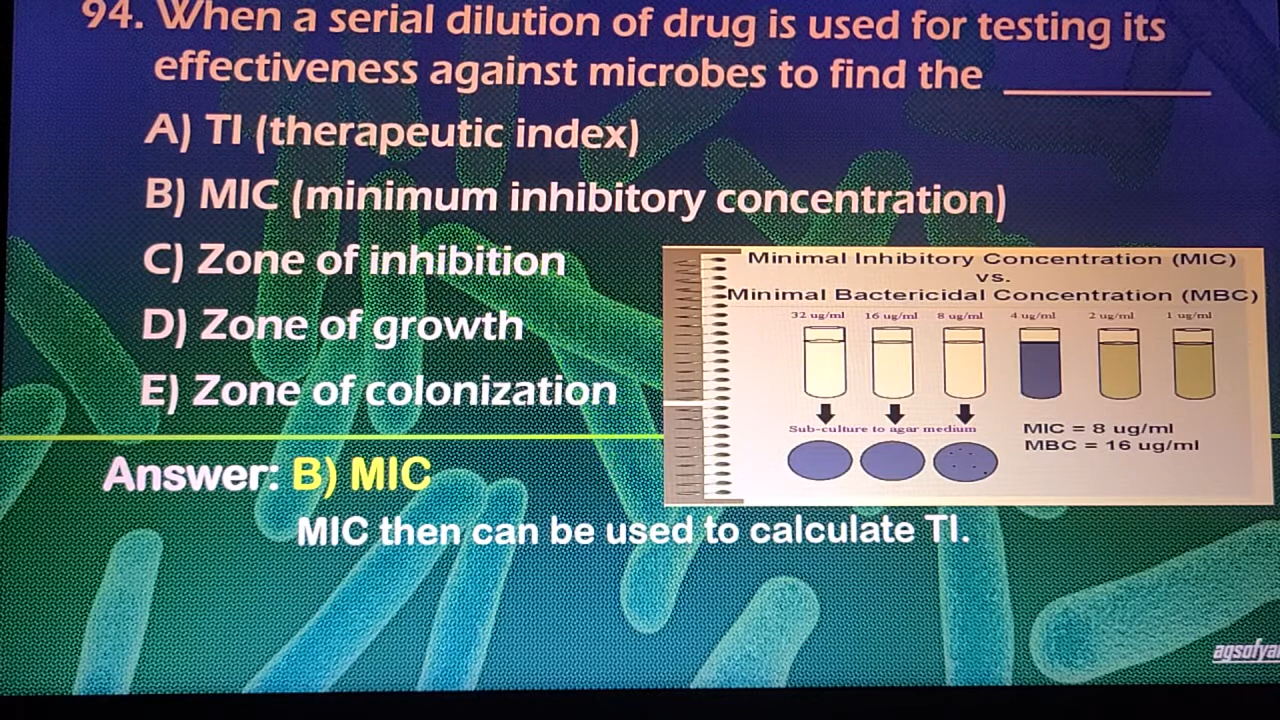 94. When a serial dilution of drug is used for testing its
effectiveness against microbes to find the __________
A) TI (therapeutic index)
B) MIC (minimum inhibitory concentration)
C) Zone of inhibition
D) Zone of growth
E) Zone of colonization
Minimal Inhibitory Concentration (MIC)
vs.
Minimal Bactericidal Concentration (MBC)
32 ug/ml 16 ug/ml 8 ug/ml 4 ug/ml 2 ug/ml 1 ug/ml
Sub-culture to agar medium
MIC = 8 ug/ml
MBC = 16 ug/ml
Answer: B) MIC
MIC then can be used to calculate TI.